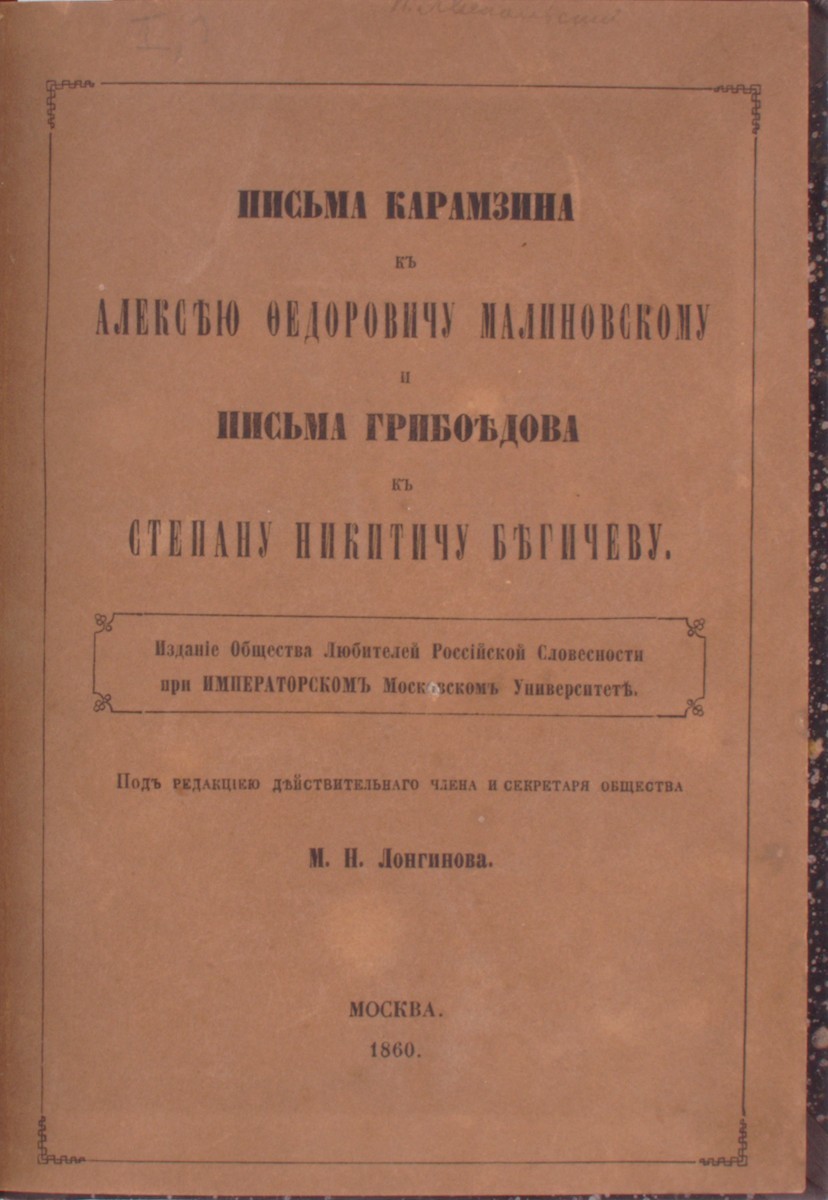 ПИСЬМА КАРАМЗИНА
КЪ
АЛЕКСѢЮ ѲЕДОРОВИЧУ МАЛИНОВСКОМУ
И
ПИСЬМА ГРИБОѢДОВА
КЪ
СТЕПАНУ НИКИТИЧУ БѢГИЧЕВУ.
Изданіе Общества Любителей Россійской Словесности
при ИМПЕРАТОРСКОМЪ Московскомъ Университетѣ.
Подъ редакціею дѣйствительнаго члена и секретаря общества
М. Н. Лонгинова.
МОСКВА.
1860.